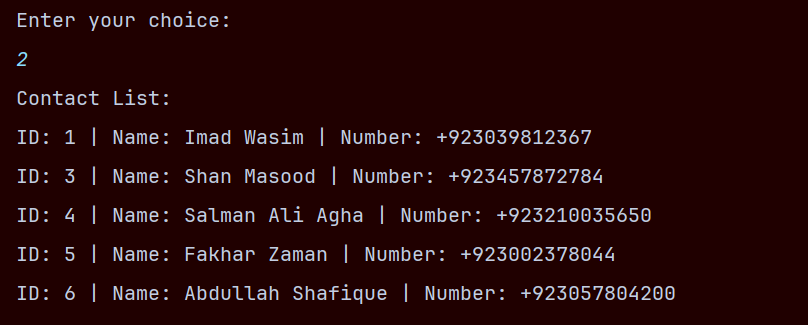 Enter your choice:
2
Contact List:
ID: 1 | Name: Imad Wasim | Number: +923039812367
ID: 3 | Name: Shan Masood | Number: +923457872784
ID: 4 | Name: Salman Ali Agha | Number: +923210035650
ID: 5 | Name: Fakhar Zaman | Number: +923002378044
ID: 6 | Name: Abdullah Shafique | Number: +923057804200